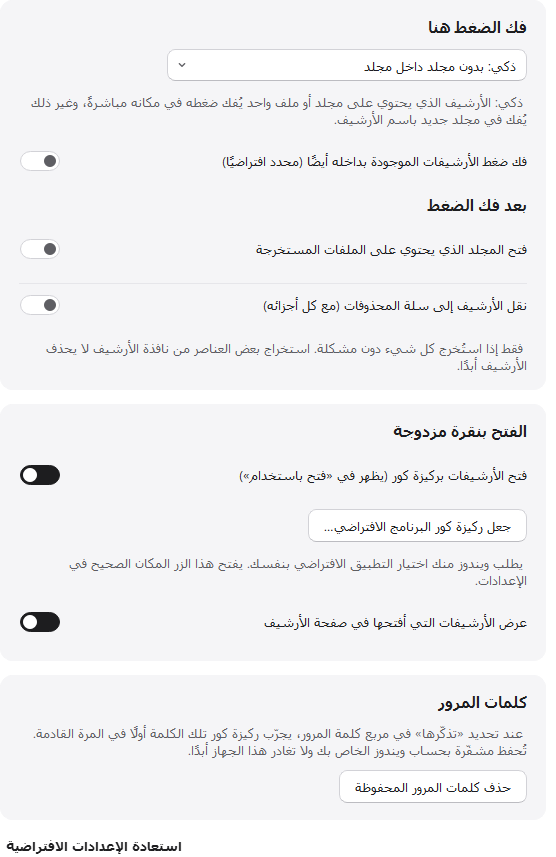 فك الضغط هنا
ذكي: بدون مجلد داخل مجلد
ذكي: الأرشيف الذي يحتوي على مجلد أو ملف واحد يُفك ضغطه في مكانه مباشرةً، وغير ذلك
يُفك في مجلد جديد باسم الأرشيف.
فك ضغط الأرشيفات الموجودة بداخله أيضًا (محدد افتراضيًا)
بعد فك الضغط
فتح المجلد الذي يحتوي على الملفات المستخرجة
نقل الأرشيف إلى سلة المحذوفات (مع كل أجزائه)
فقط إذا استُخرج كل شيء دون مشكلة. استخراج بعض العناصر من نافذة الأرشيف لا يحذف
الأرشيف أبدًا.
الفتح بنقرة مزدوجة
فتح الأرشيفات بركيزة كور (يظهر في «فتح باستخدام»)
جعل ركيزة كور البرنامج الافتراضي...
يطلب ويندوز منك اختيار التطبيق الافتراضي بنفسك. يفتح هذا الزر المكان الصحيح في
الإعدادات.
عرض الأرشيفات التي أفتحها في صفحة الأرشيف
كلمات المرور
عند تحديد «تذكّرها» في مربع كلمة المرور، يجرّب ركيزة كور تلك الكلمة أولًا في المرة القادمة.
تُحفظ مشفّرة بحساب ويندوز الخاص بك ولا تغادر هذا الجهاز أبدًا.
حذف كلمات المرور المحفوظة
استعادة الإعدادات الافتراضية